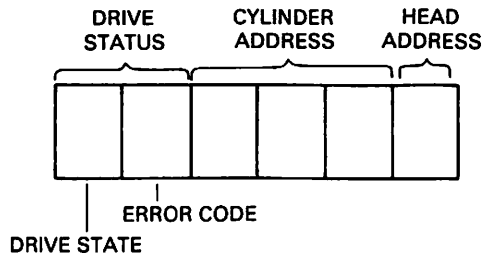 DRIVE
STATUS
CYLINDER
ADDRESS
HEAD
ADDRESS
ERROR CODE
DRIVE STATE